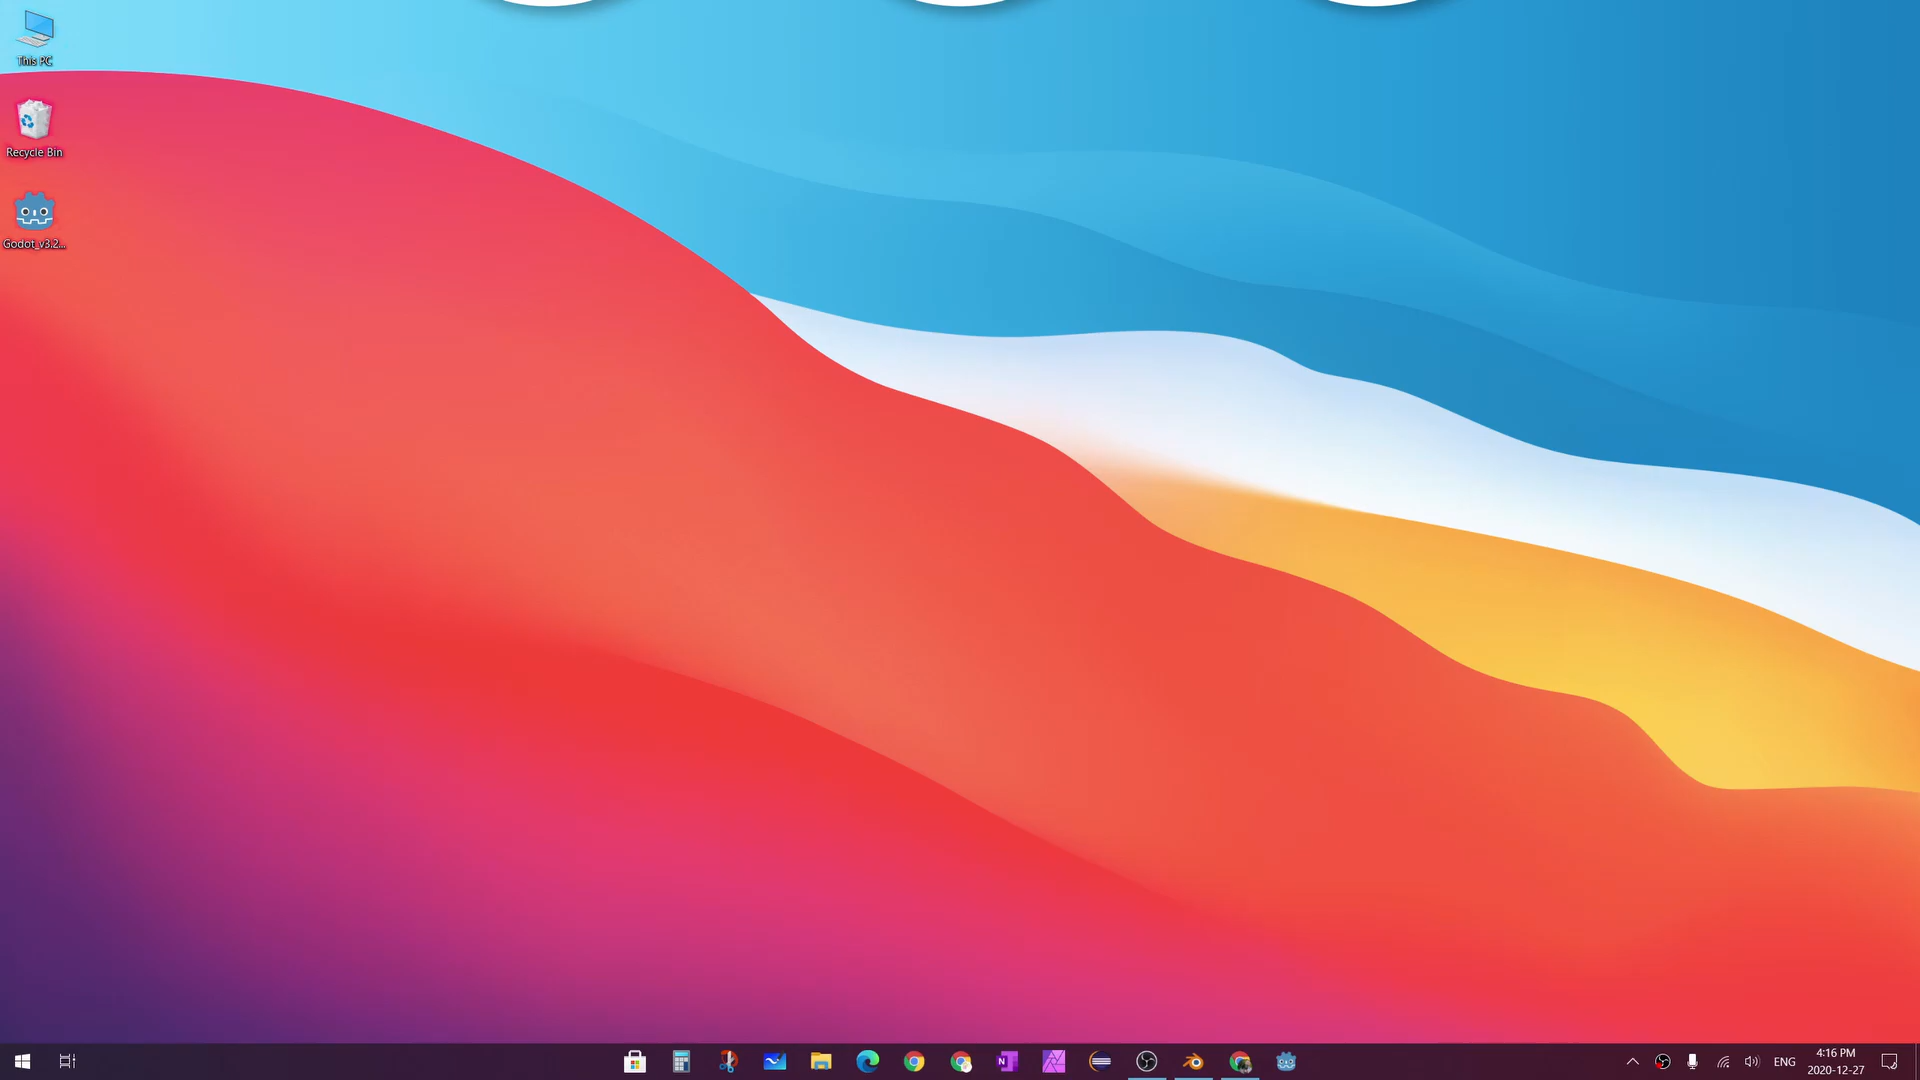 This PC
Recycle Bin
Godot_v3.2...
ENG
4:16 PM
2020-12-27